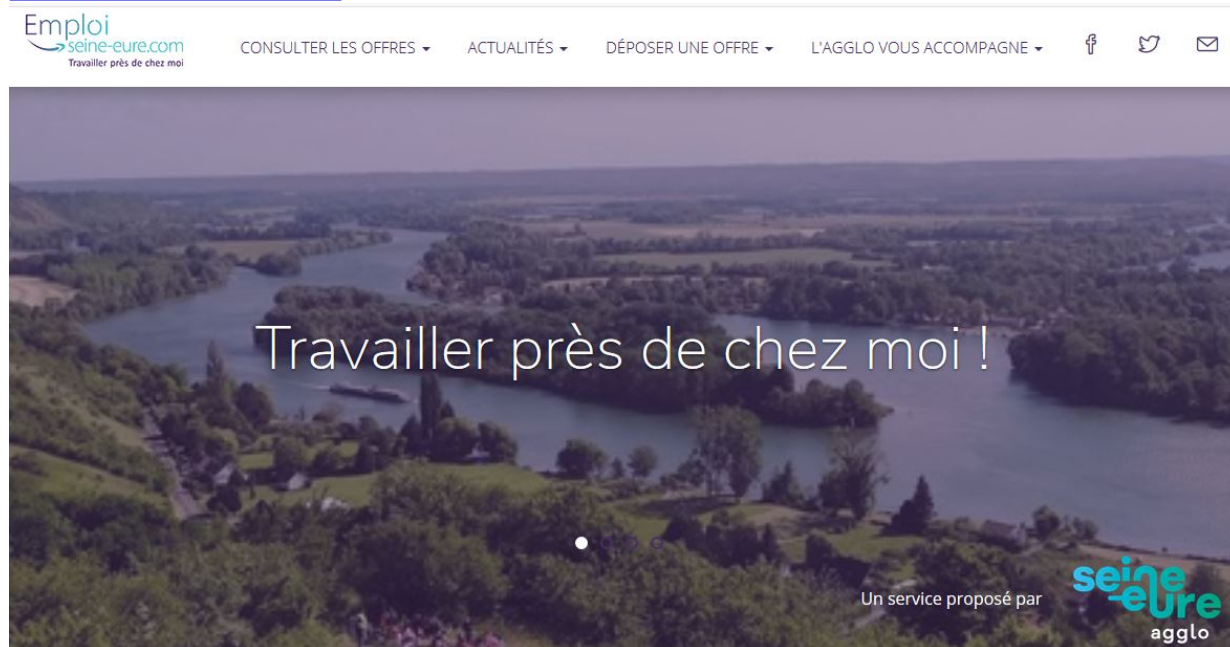 Emploi
seine-eure.com
Travailler près de chez moi
CONSULTER LES OFFRES
ACTUALITÉS
DÉPOSER UNE OFFRE
L'AGGLO VOUS ACCOMPAGNE
Travailler près de chez moi !
Un service proposé par
seine
-eure
agglo